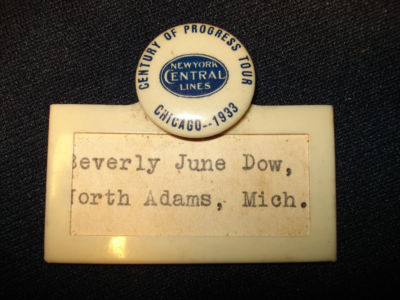 CENTURY OF PROGRESS TOUR
NEW YORK
CENTRAL
LINES
CHICAGO--1933
Beverly June Dow,
North Adams, Mich.